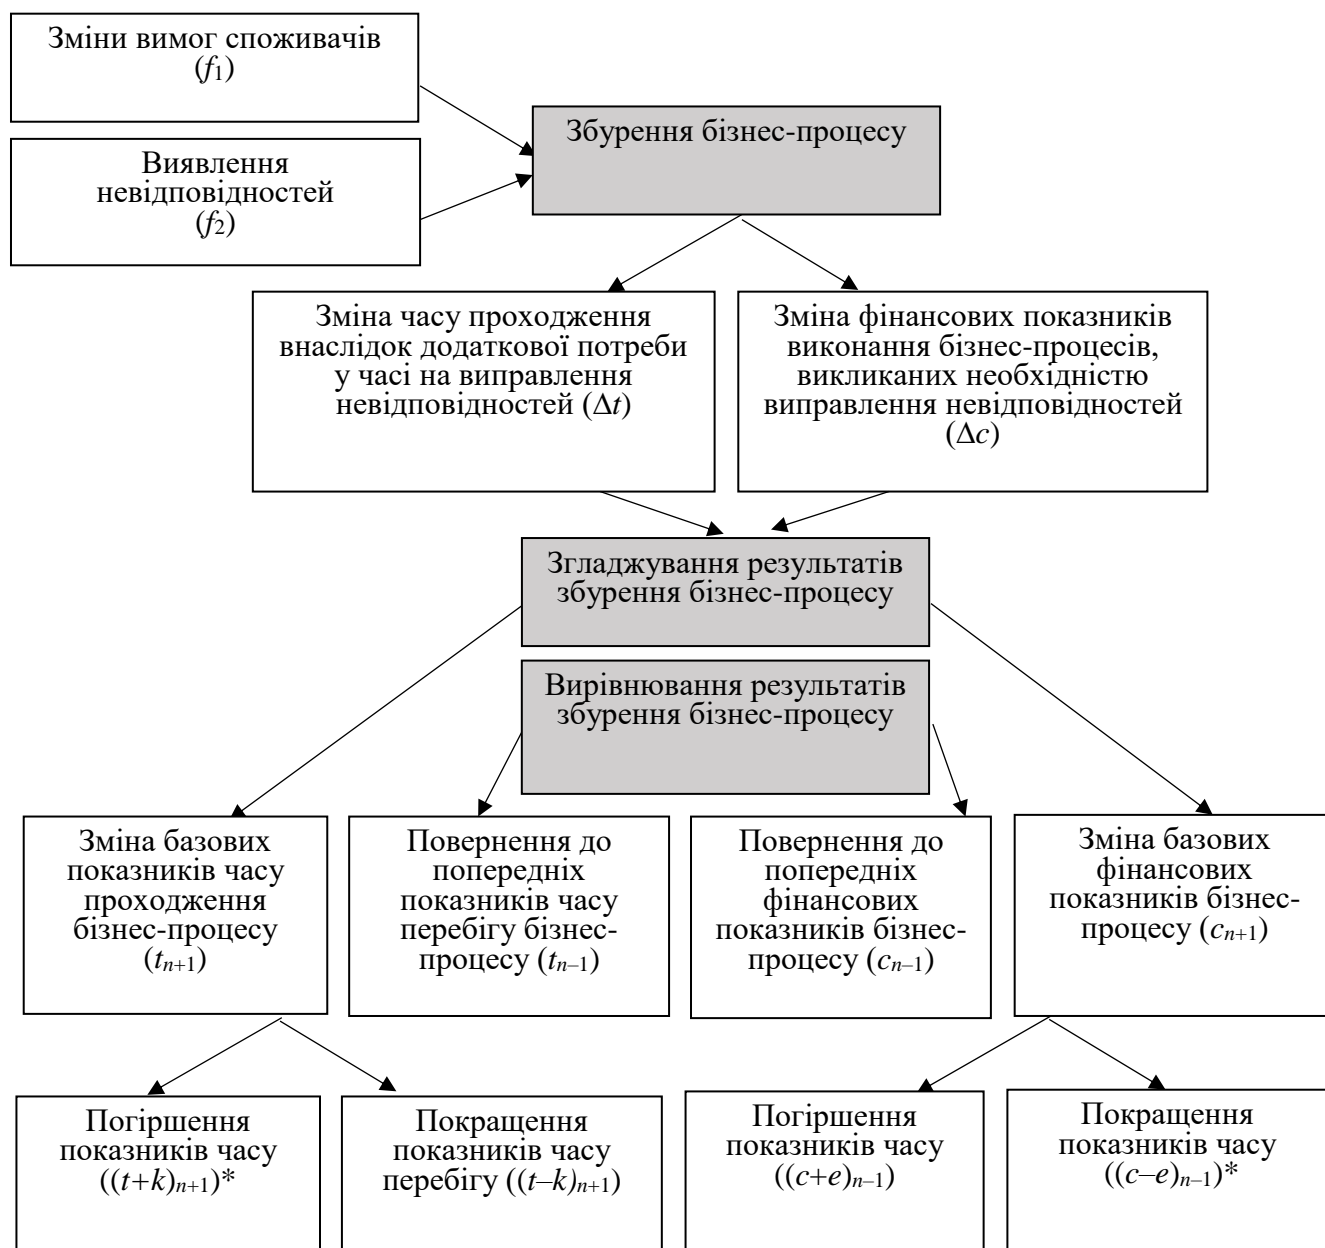 Зміни вимог споживачів
(f1)
Виявлення
невідповідностей
(f2)
Збурення бізнес-процесу
Зміна часу проходження
внаслідок додаткової потреби
у часі на виправлення
невідповідностей (Δt)
Зміна фінансових показників
виконання бізнес-процесів,
викликаних необхідністю
виправлення невідповідностей
(Δc)
Згладжування результатів
збурення бізнес-процесу
Вирівнювання результатів
збурення бізнес-процесу
Зміна базових
показників часу
проходження
бізнес-процесу
(tn+1)
Повернення до
попередніх
показників часу
перебігу бізнес-
процесу (tn–1)
Повернення до
попередніх
фінансових
показників бізнес-
процесу (cn–1)
Зміна базових
фінансових
показників бізнес-
процесу (cn+1)
Погіршення
показників часу
((t+k)n+1)*
Покращення
показників часу
перебігу ((t–k)n+1)
Погіршення
показників часу
((c+e)n–1)
Покращення
показників часу
((c–e)n–1)*